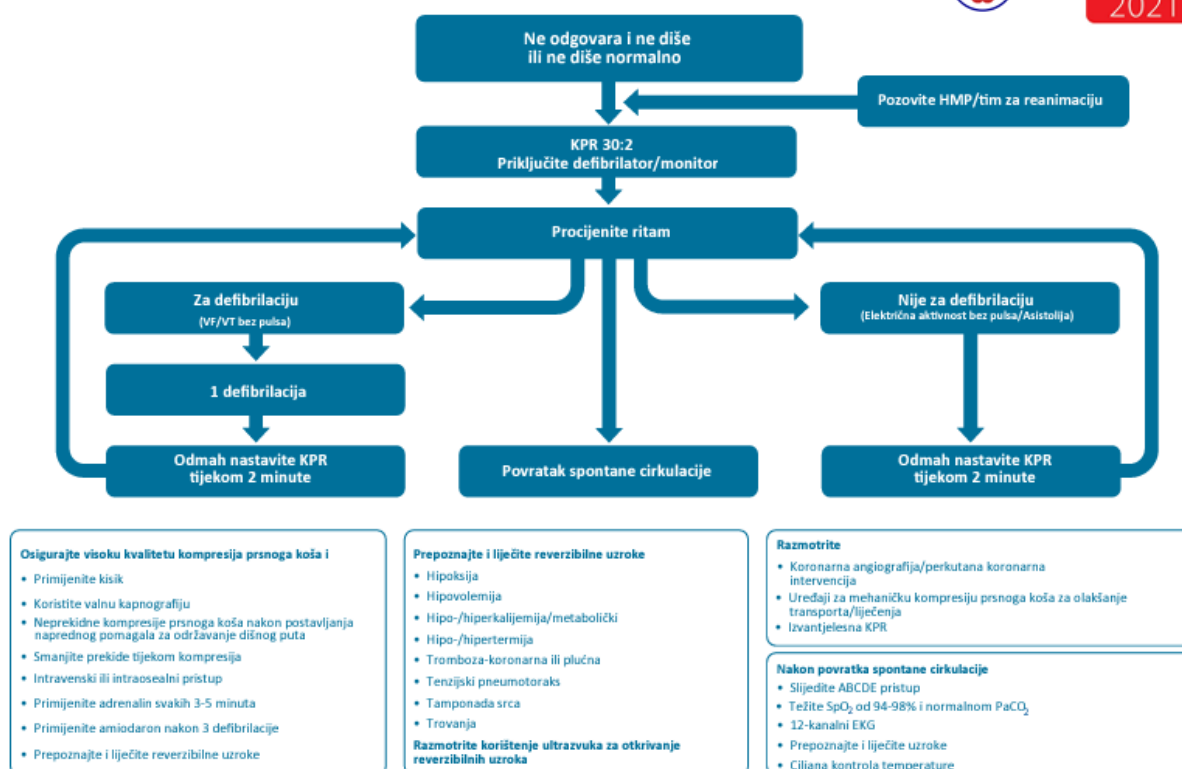 2021
Ne odgovara i ne diše
ili ne diše normalno
Pozovite HMP/tim za reanimaciju
KPR 30:2
Priključite defibrilator/monitor
Procijenite ritam
Za defibrilaciju
(VF/VT bez pulsa)
Nije za defibrilaciju
(Električna aktivnost bez pulsa/Asistolija)
1 defibrilacija
Odmah nastavite KPR
tijekom 2 minute
Povratak spontane cirkulacije
Odmah nastavite KPR
tijekom 2 minute
Osigurajte visoku kvalitetu kompresija prsnoga koša i
• Primijenite kisik
• Koristite valnu kapnografiju
• Neprekidne kompresije prsnoga koša nakon postavljanja
naprednog pomagala za održavanje dišnog puta
• Smanjite prekide tijekom kompresija
• Intravenski ili intraosealni pristup
• Primijenite adrenalin svakih 3-5 minuta
• Primijenite amiodaron nakon 3 defibrilacije
• Prepoznajte i liječite reverzibilne uzroke
Prepoznajte i liječite reverzibilne uzroke
• Hipoksija
• Hipovolemija
• Hipo-/hiperkalijemija/metabolički
• Hipo-/hipertermija
• Tromboza-koronarna ili plućna
• Tenzijski pneumotoraks
• Tamponada srca
• Trovanja
Razmotrite korištenje ultrazvuka za otkrivanje
reverzibilnih uzroka
Razmotrite
• Koronarna angiografija/perkutana koronarna
intervencija
• Uređaji za mehaničku kompresiju prsnoga koša za olakšanje
transporta/liječenja
• Izvantjelesna KPR
Nakon povratka spontane cirkulacije
• Slijedite ABCDE pristup
• Težite SpO₂ od 94-98% i normalnom PaCO₂
• 12-kanalni EKG
• Prepoznajte i liječite uzroke
• Ciljana kontrola temperature